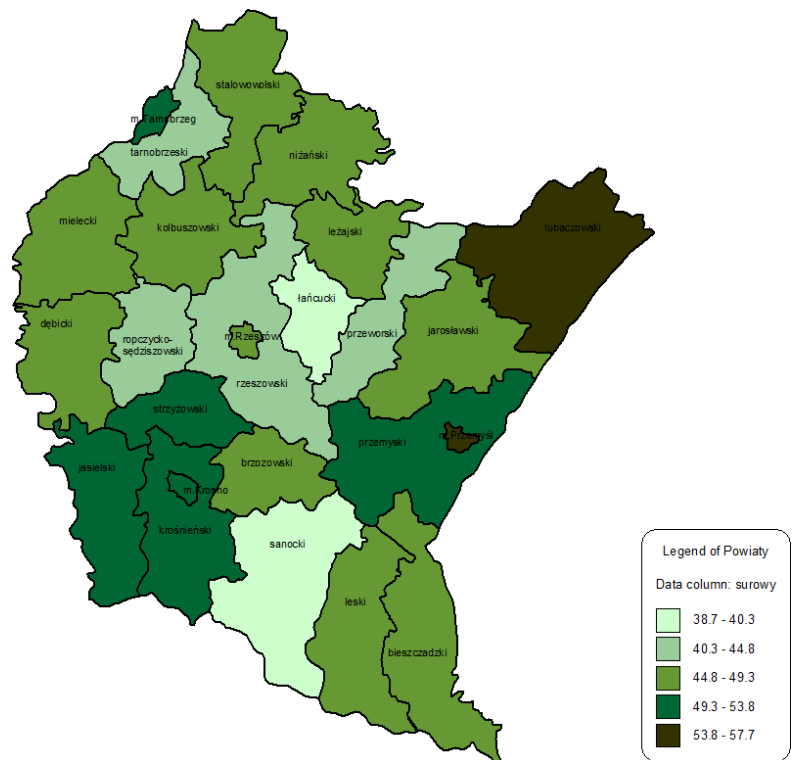 stalowowolski
m.Tarnobrzeg
tarnobrzeski
niżański
mielecki
kolbuszowski
leżajski
lubaczowski
łańcucki
dębicki
ropczycko-
sędziszowski
m.Rzeszów
przeworski
jarosławski
rzeszowski
strzyżowski
przemyski
m.Przemyśl
jasielski
brzozowski
m.Krosno
krośnieński
sanocki
leski
bieszczadzki
Legend of Powiaty
Data column: surowy
38.7 - 40.3
40.3 - 44.8
44.8 - 49.3
49.3 - 53.8
53.8 - 57.7